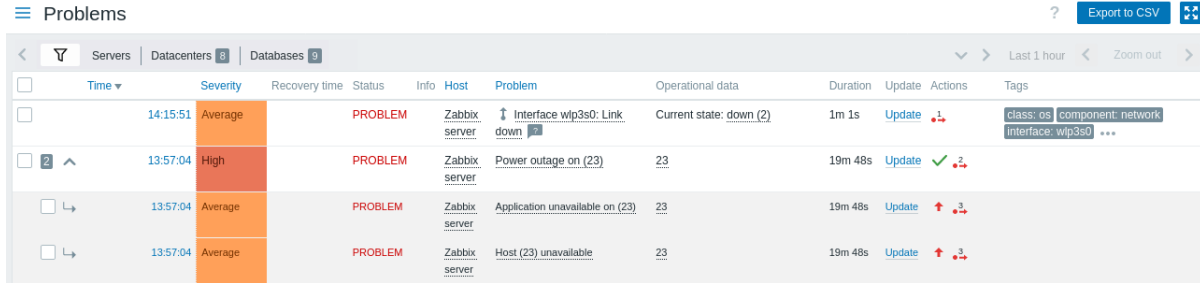 Problems ? Export to CSV
Servers Datacenters 8 Databases 9 Last 1 hour Zoom out
Time Severity Recovery time Status Info Host Problem Operational data Duration Update Actions Tags
14:15:51 Average PROBLEM Zabbix Interface wlp3s0: Link Current state: down (2) 1m 1s Update 1 class: os component: network
server down ? interface: wlp3s0 •••
2 13:57:04 High PROBLEM Zabbix Power outage on (23) 23 19m 48s Update 2
server
13:57:04 Average PROBLEM Zabbix Application unavailable on (23) 23 19m 48s Update 3
server
13:57:04 Average PROBLEM Zabbix Host (23) unavailable 23 19m 48s Update 3
server